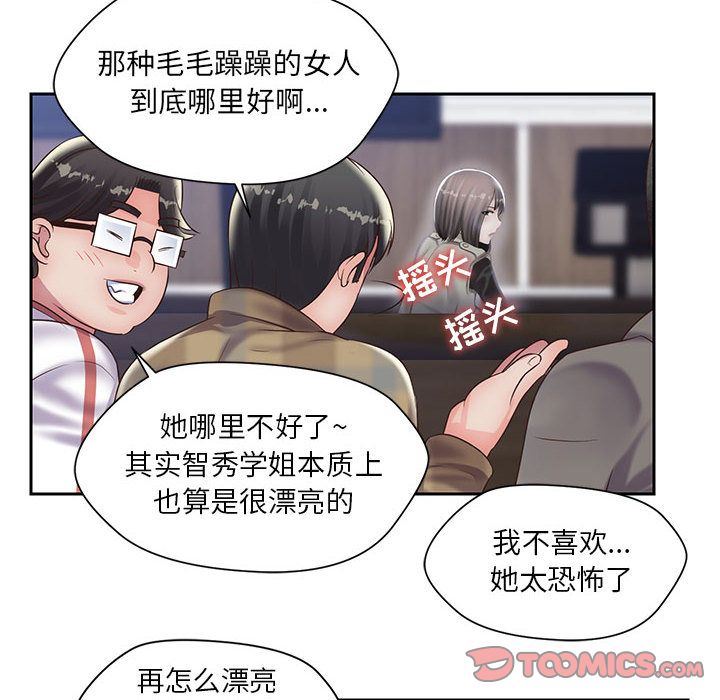 那种毛毛躁躁的女人
到底哪里好啊...
摇头
摇头
她哪里不好了~
其实智秀学姐本质上
也算是很漂亮的
我不喜欢...
她太恐怖了
再怎么漂亮
TOOMICS.COM